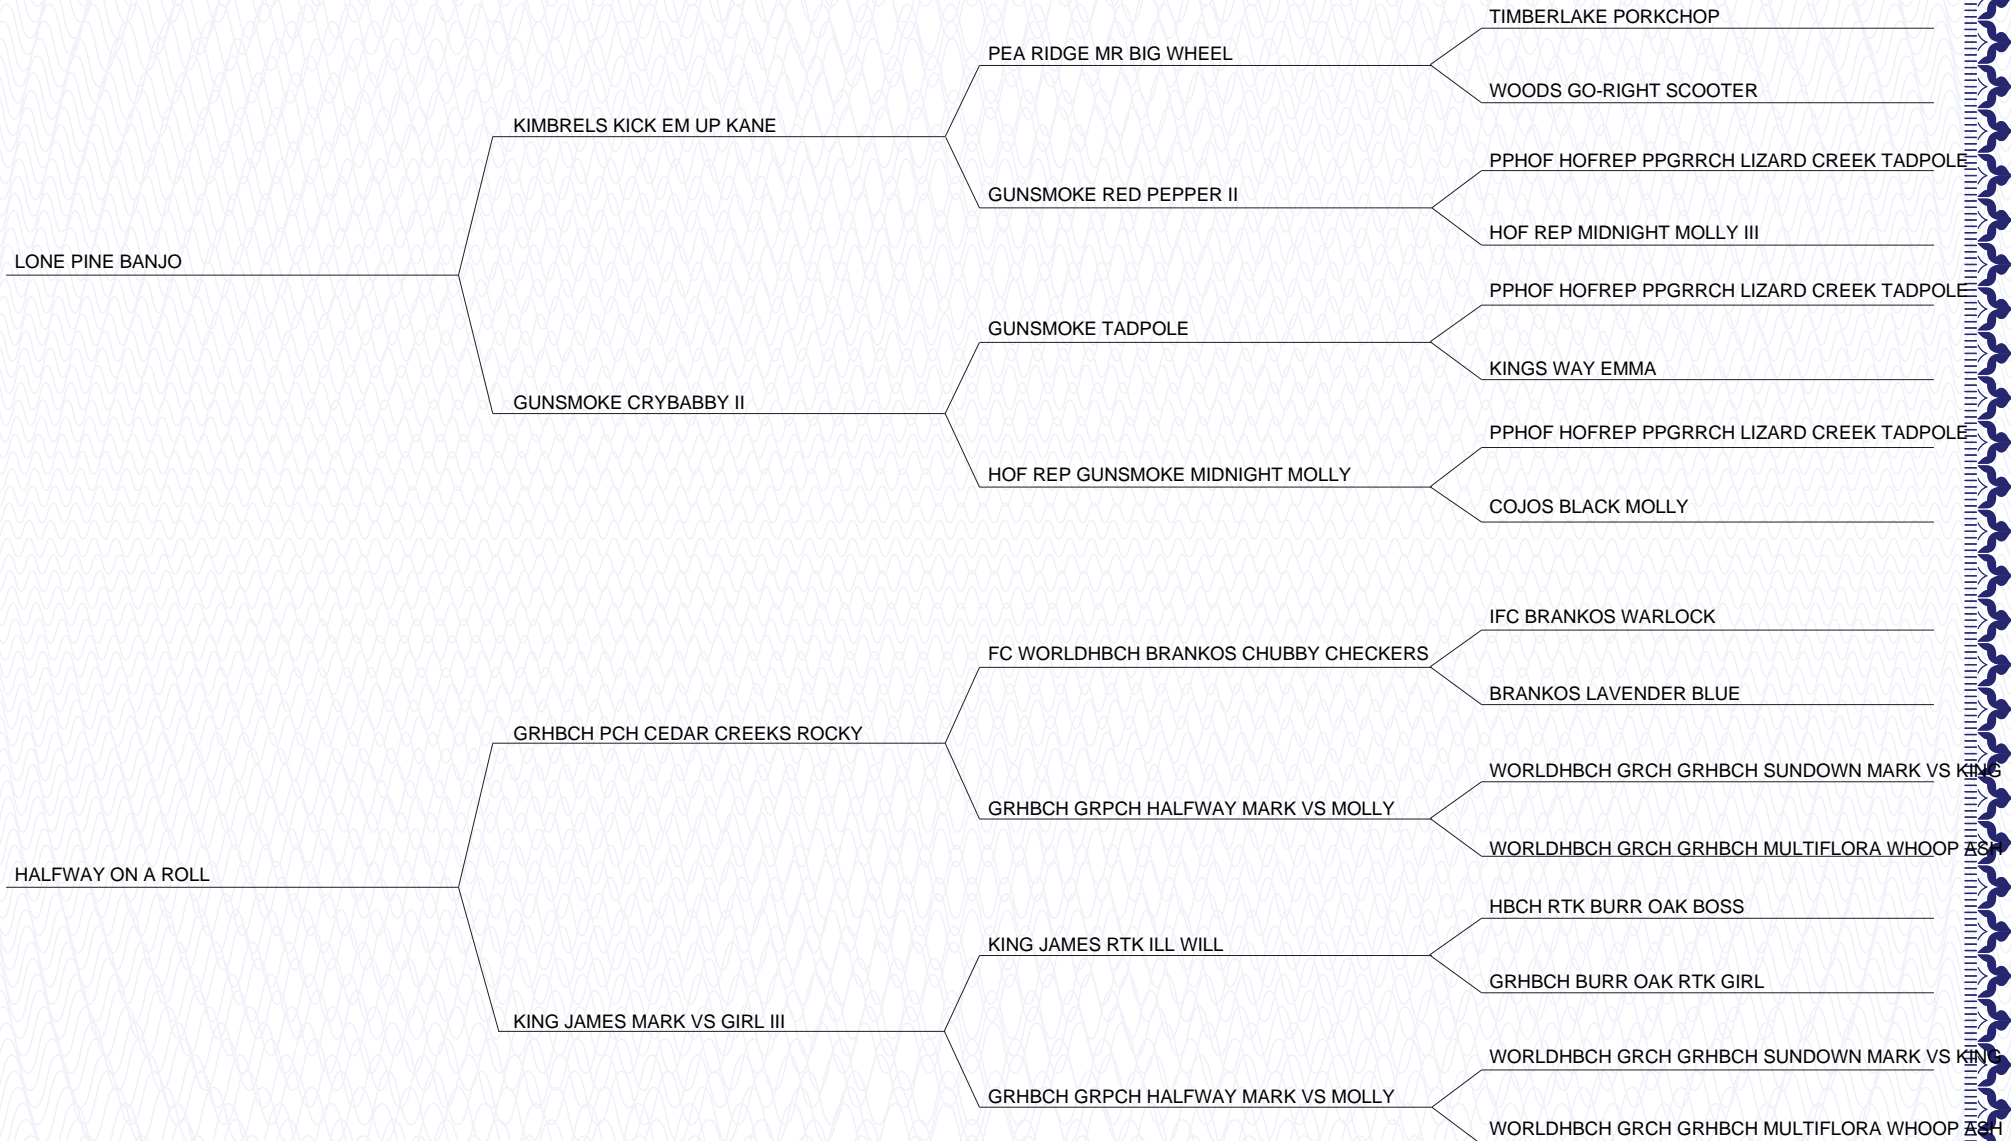 TIMBERLAKE PORKCHOP
PEA RIDGE MR BIG WHEEL
WOODS GO-RIGHT SCOOTER
KIMBRELS KICK EM UP KANE
PPHOF HOFREP PPGRRCH LIZARD CREEK TADPOLE
GUNSMOKE RED PEPPER II
HOF REP MIDNIGHT MOLLY III
LONE PINE BANJO
PPHOF HOFREP PPGRRCH LIZARD CREEK TADPOLE
GUNSMOKE TADPOLE
KINGS WAY EMMA
GUNSMOKE CRYBABBY II
PPHOF HOFREP PPGRRCH LIZARD CREEK TADPOLE
HOF REP GUNSMOKE MIDNIGHT MOLLY
COJOS BLACK MOLLY
IFC BRANKOS WARLOCK
FC WORLDHBCH BRANKOS CHUBBY CHECKERS
BRANKOS LAVENDER BLUE
GRHBCH PCH CEDAR CREEKS ROCKY
WORLDHBCH GRCH GRHBCH SUNDOWN MARK VS KING
GRHBCH GRPCH HALFWAY MARK VS MOLLY
WORLDHBCH GRCH GRHBCH MULTIFLORA WHOOP ASH
HALFWAY ON A ROLL
HBCH RTK BURR OAK BOSS
KING JAMES RTK ILL WILL
GRHBCH BURR OAK RTK GIRL
KING JAMES MARK VS GIRL III
WORLDHBCH GRCH GRHBCH SUNDOWN MARK VS KING
GRHBCH GRPCH HALFWAY MARK VS MOLLY
WORLDHBCH GRCH GRHBCH MULTIFLORA WHOOP ASH